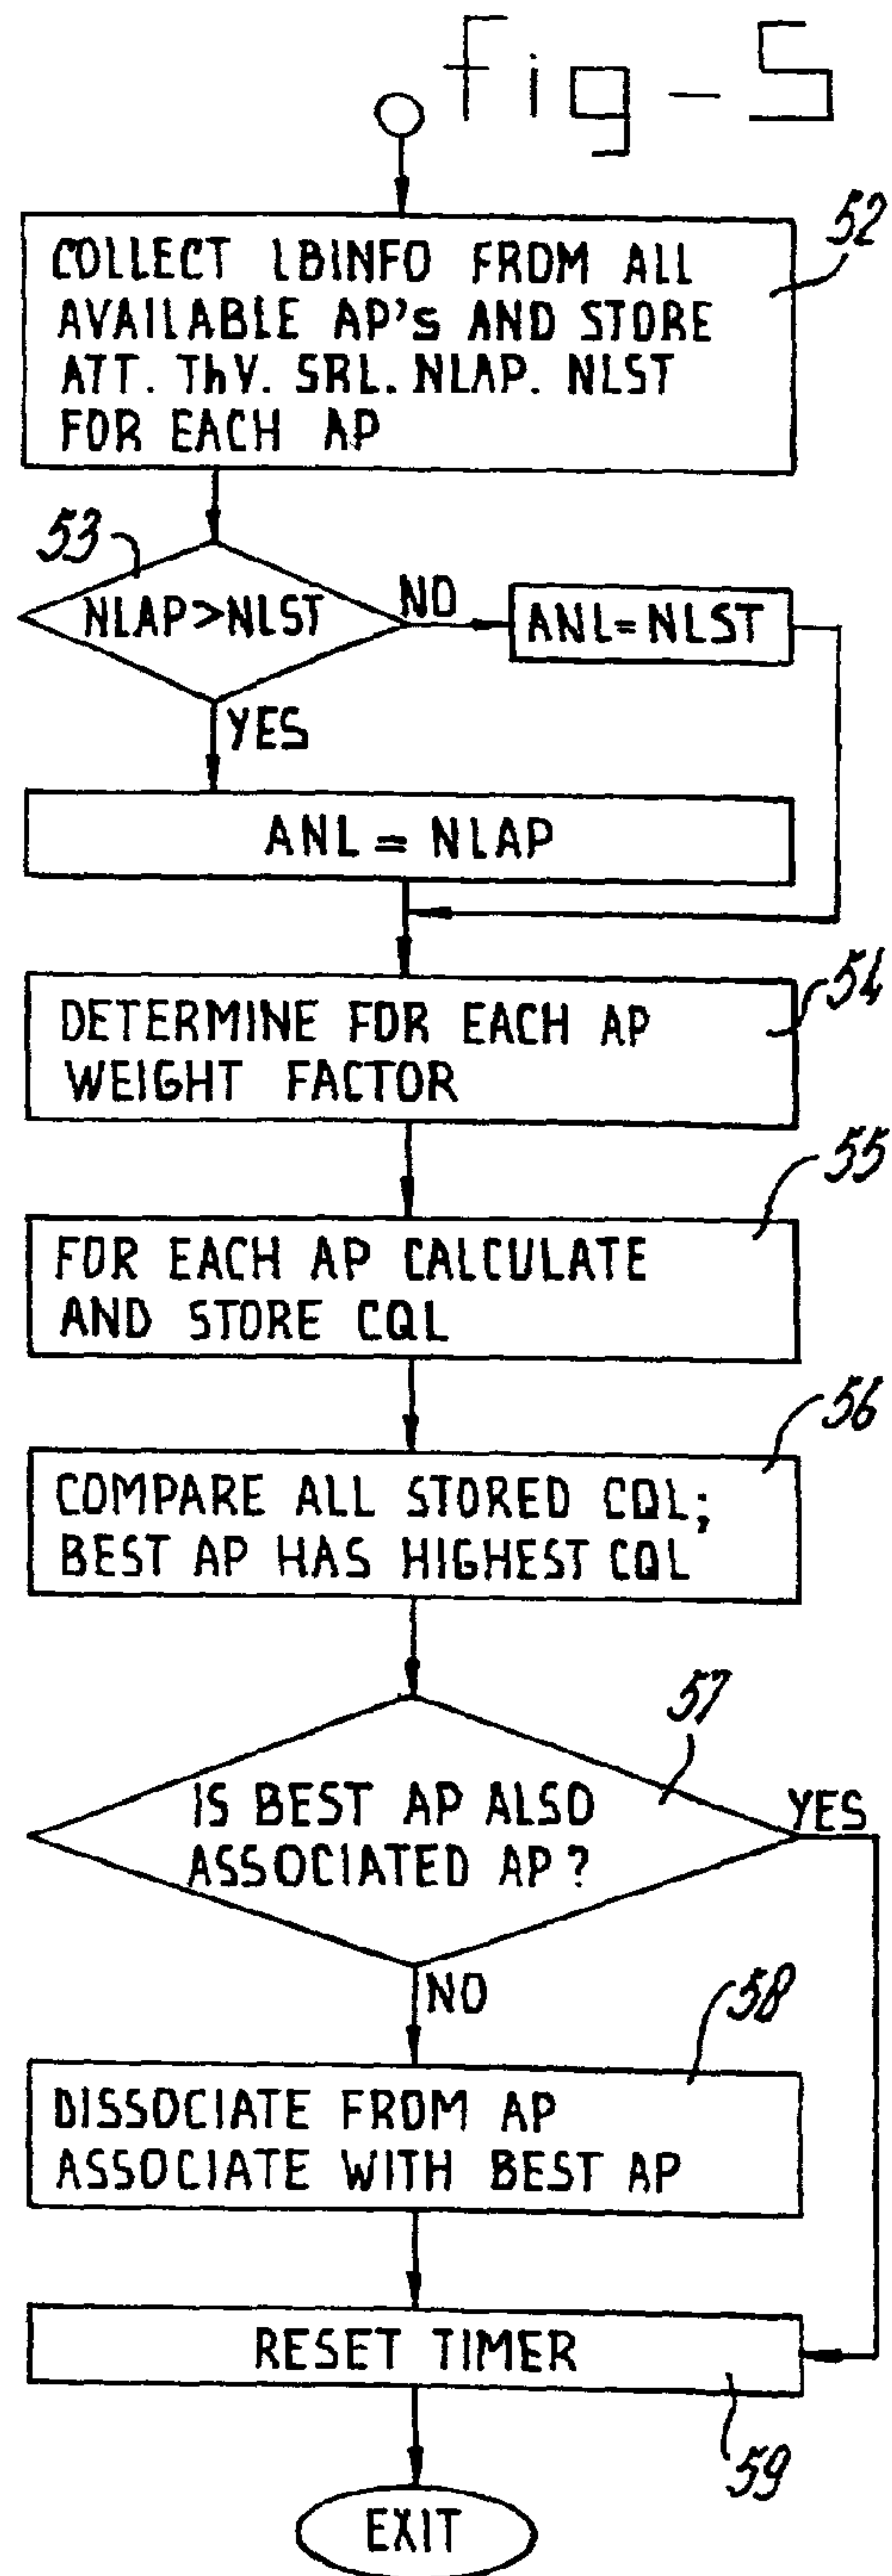 fig-5
52
COLLECT LBINFO FROM ALL
AVAILABLE AP's AND STORE
ATT. ThV. SRL. NLAP. NLST
FOR EACH AP
53
NLAP>NLST
NO
ANL=NLST
YES
ANL = NLAP
54
DETERMINE FOR EACH AP
WEIGHT FACTOR
55
FOR EACH AP CALCULATE
AND STORE CQL
56
COMPARE ALL STORED CQL;
BEST AP HAS HIGHEST CQL
57
IS BEST AP ALSO
ASSOCIATED AP?
YES
NO
58
DISSOCIATE FROM AP
ASSOCIATE WITH BEST AP
RESET TIMER
59
EXIT